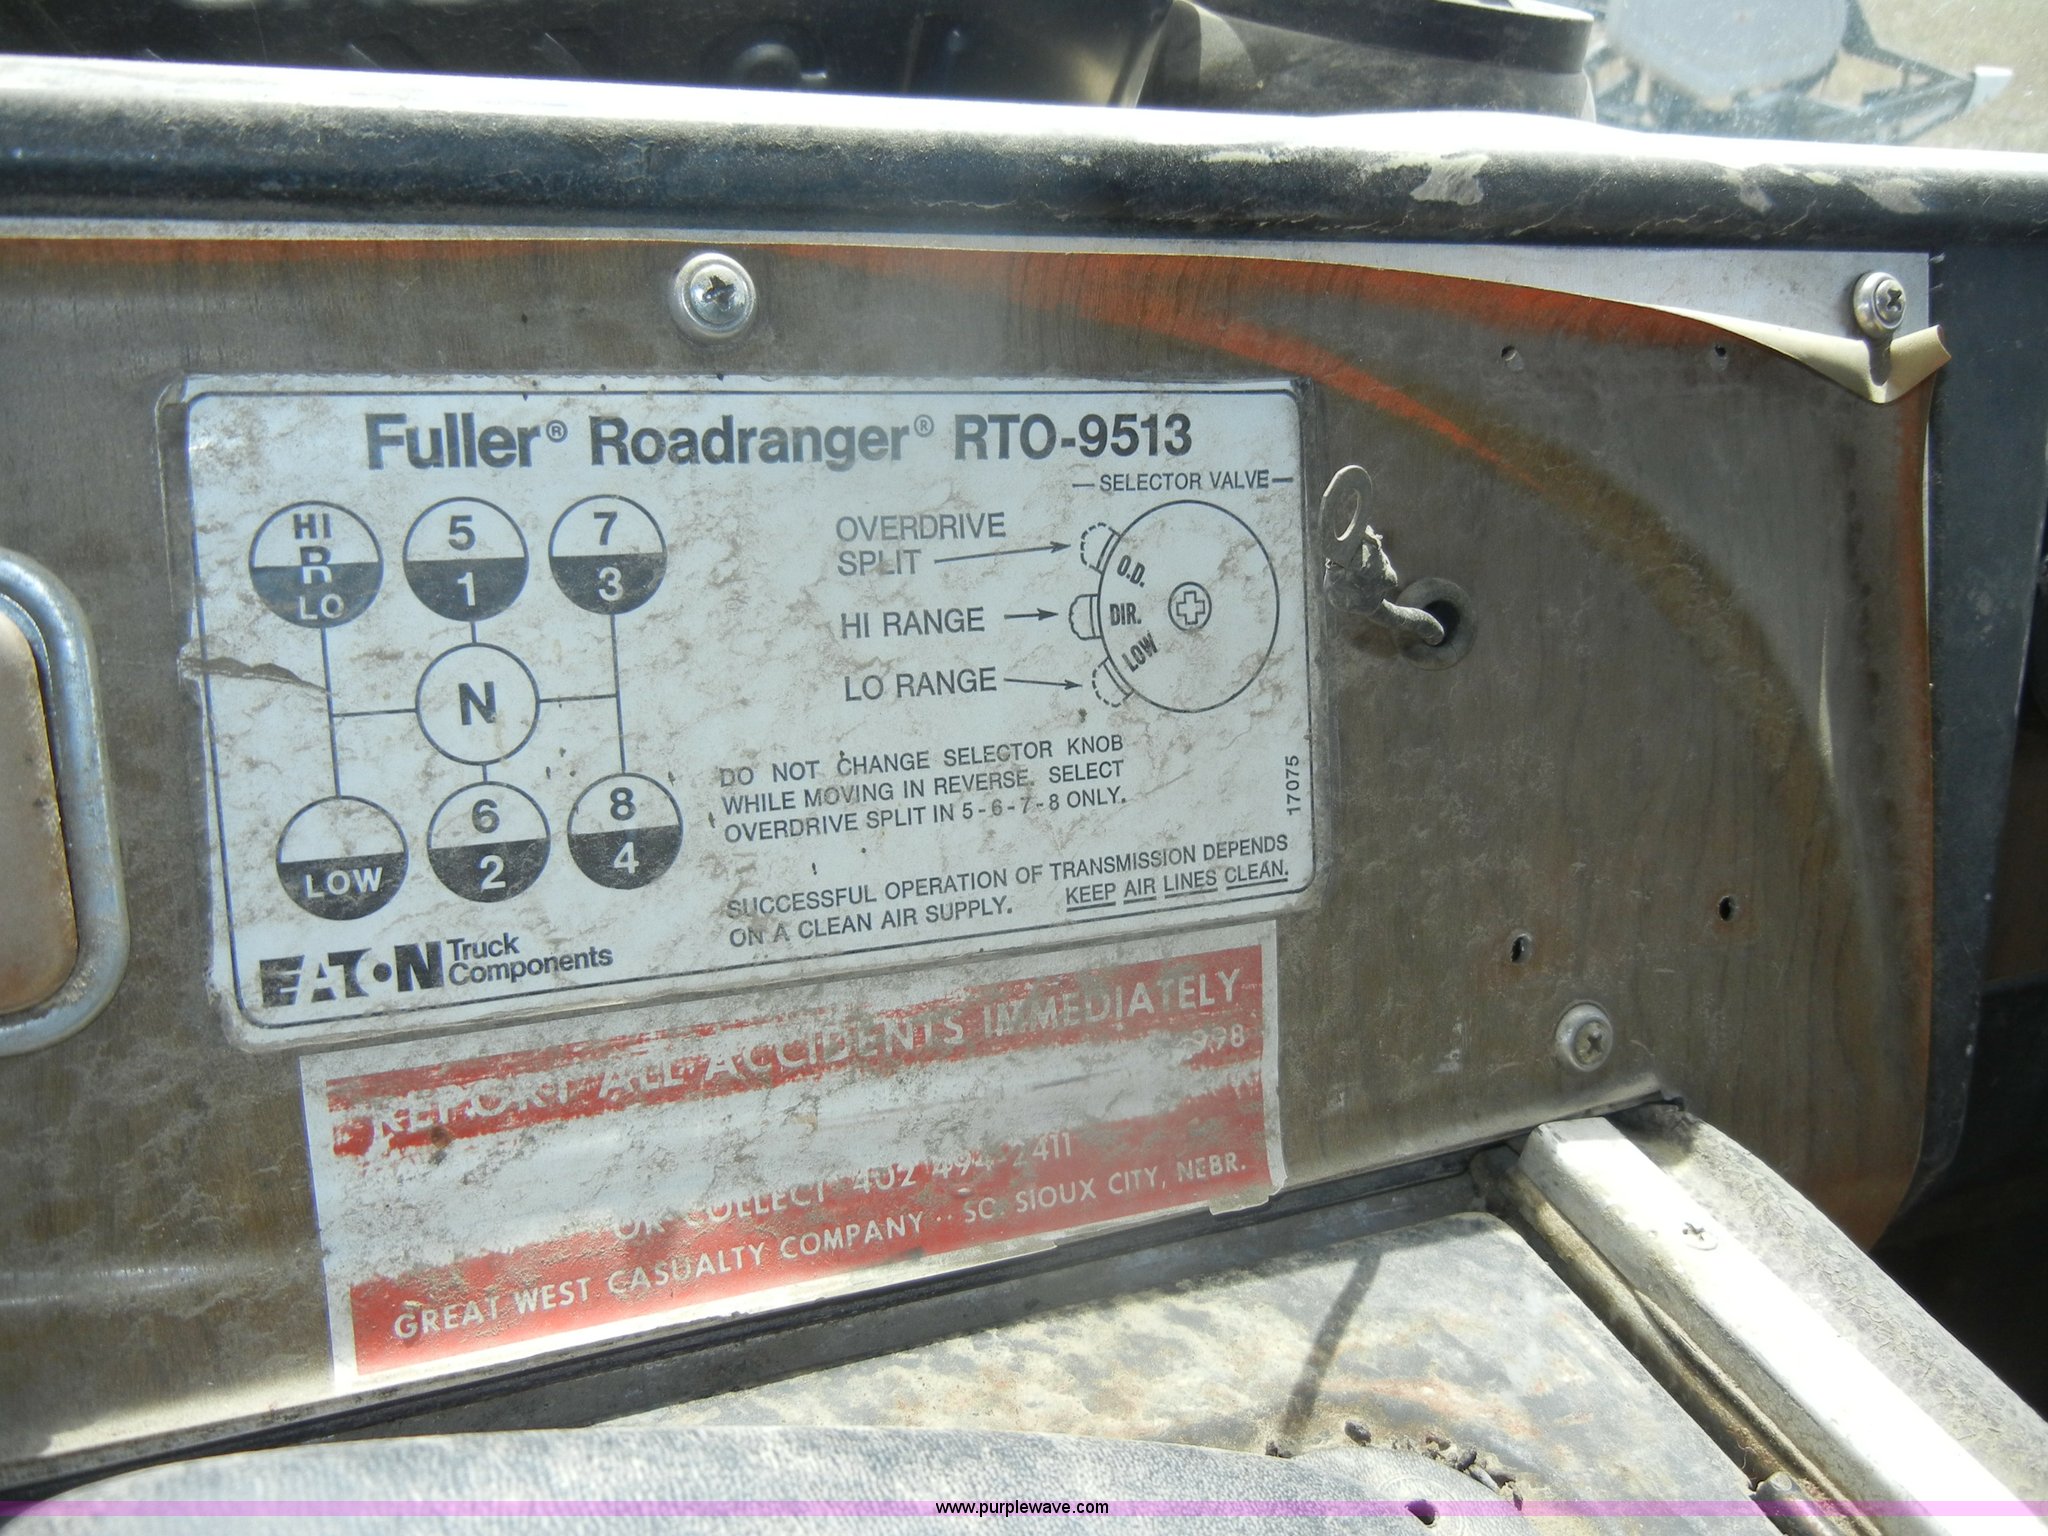 Fuller® Roadranger® RTO-9513
— SELECTOR VALVE —
HI
R
LO
5
1
7
3
N
LOW
6
2
8
4
OVERDRIVE
SPLIT
HI RANGE
LO RANGE
O.D.
DIR.
LOW
DO NOT CHANGE SELECTOR KNOB
WHILE MOVING IN REVERSE. SELECT
OVERDRIVE SPLIT IN 5-6-7-8 ONLY.
17075
SUCCESSFUL OPERATION OF TRANSMISSION DEPENDS
ON A CLEAN AIR SUPPLY. KEEP AIR LINES CLEAN.
EATON Truck
Components
REPORT ALL ACCIDENTS IMMEDIATELY
OR COLLECT 402 494-2411
GREAT WEST CASUALTY COMPANY ·· SO. SIOUX CITY, NEBR.
www.purplewave.com